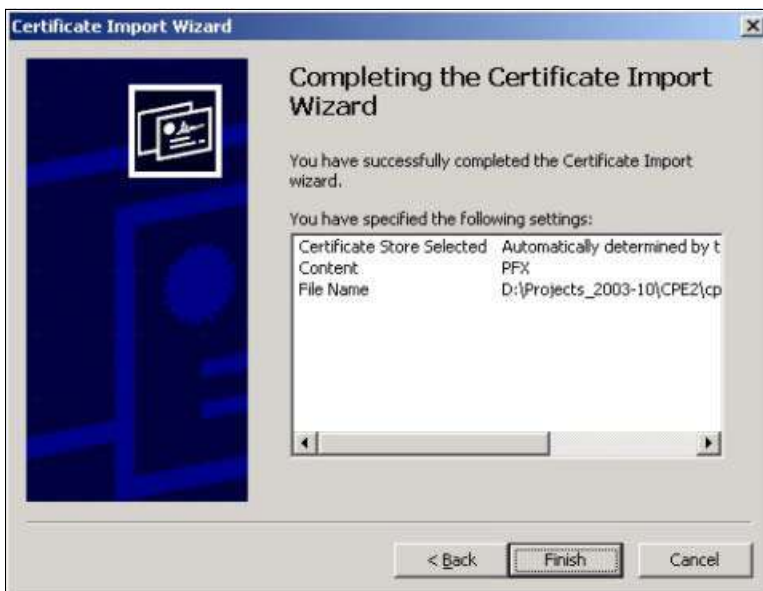 Certificate Import Wizard
Completing the Certificate Import
Wizard
You have successfully completed the Certificate Import
wizard.
You have specified the following settings:
Certificate Store Selected Automatically determined by t
Content PFX
File Name D:\Projects_2003-10\CPE2\cp
< Back Finish Cancel